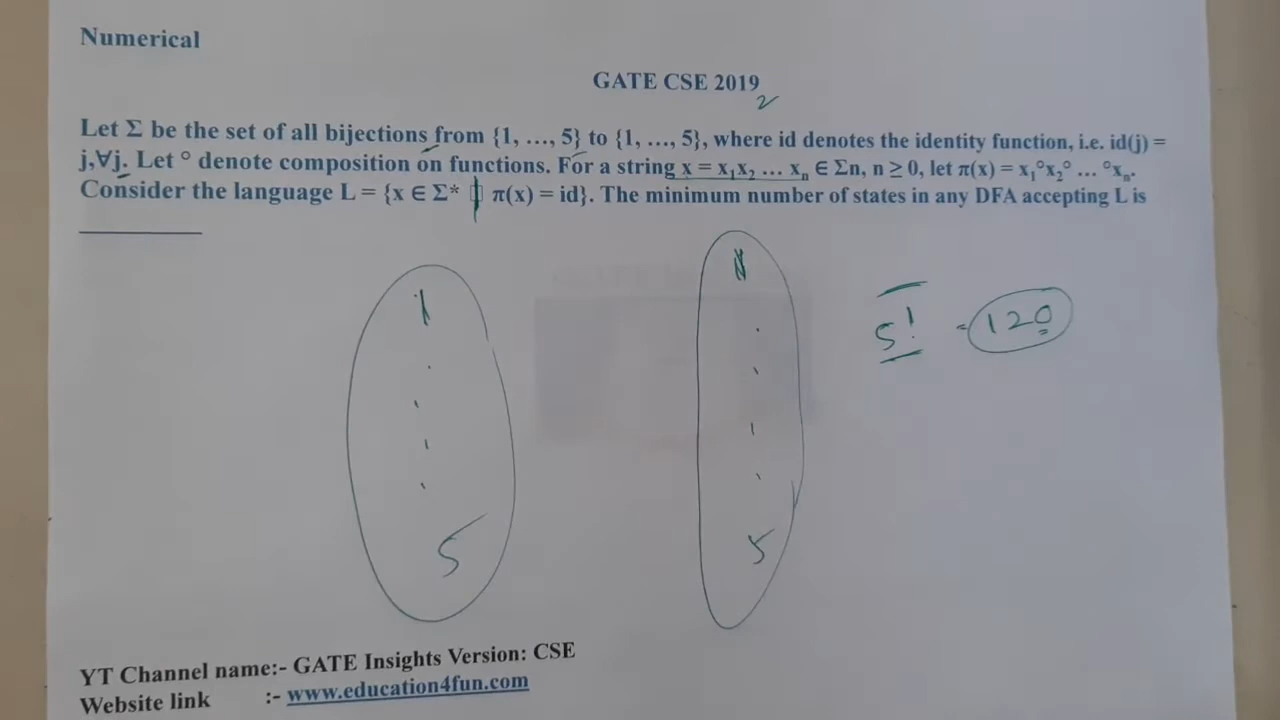 Numerical
GATE CSE 2019
2
Let Σ be the set of all bijections from {1, …, 5} to {1, …, 5}, where id denotes the identity function, i.e. id(j) =
j,∀j. Let ° denote composition on functions. For a string x = x₁x₂ … xₙ ∈ Σn, n ≥ 0, let π(x) = x₁°x₂° … °xₙ.
Consider the language L = {x ∈ Σ* | π(x) = id}. The minimum number of states in any DFA accepting L is
1
5
5
5! = 120
YT Channel name:- GATE Insights Version: CSE
Website link :- www.education4fun.com